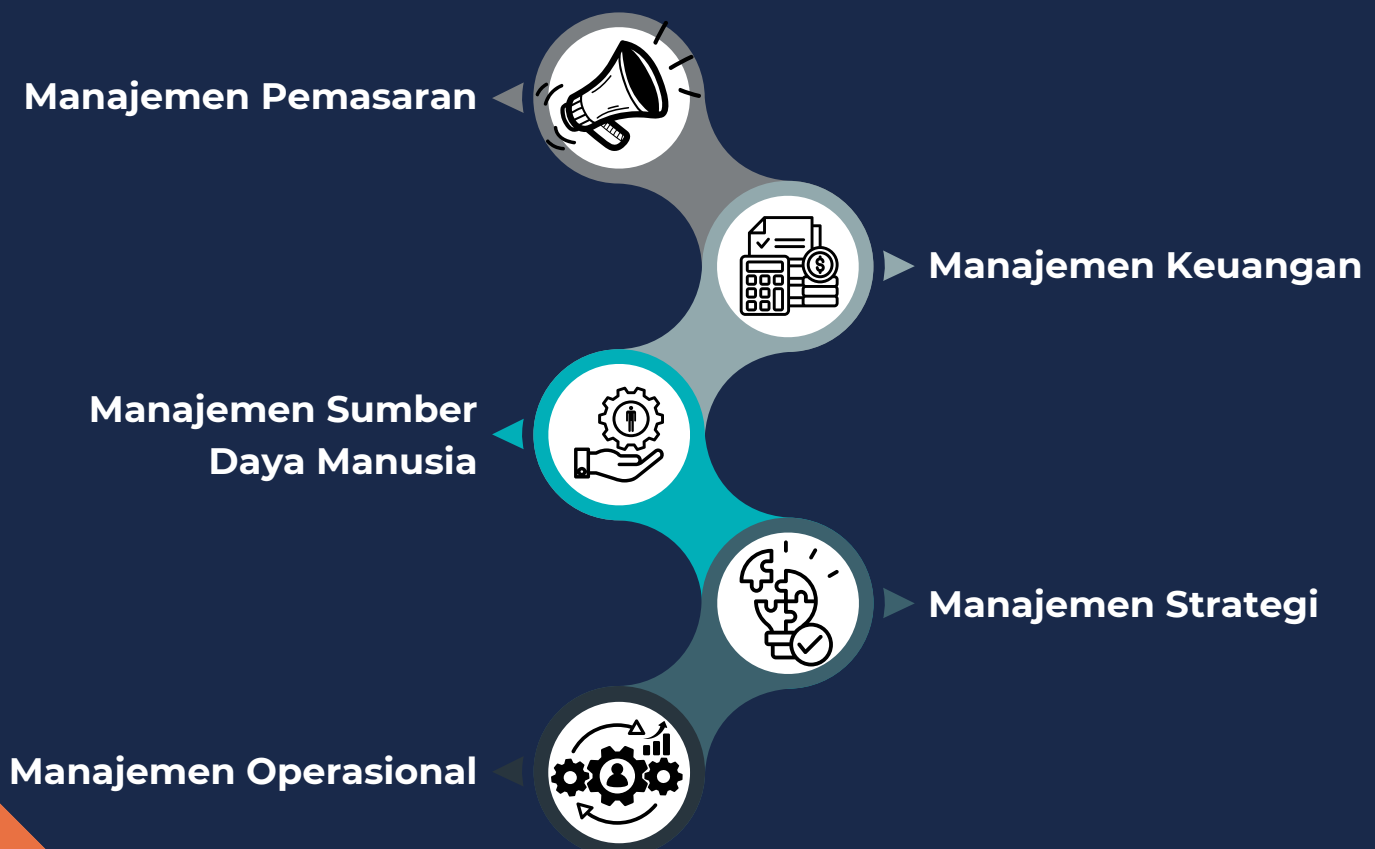 Manajemen Pemasaran
Manajemen Keuangan
Manajemen Sumber
Daya Manusia
Manajemen Strategi
Manajemen Operasional